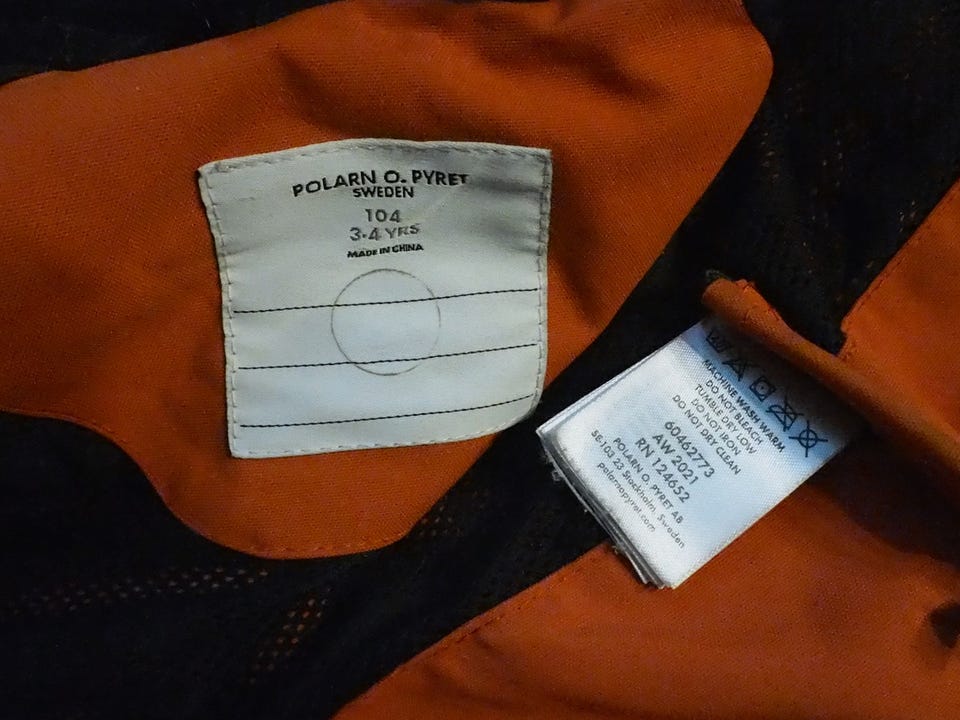 POLARN O. PYRET
SWEDEN
104
3-4 YRS
MADE IN CHINA
MACHINE WASH WARM
DO NOT BLEACH
TUMBLE DRY LOW
DO NOT IRON
DO NOT DRY CLEAN
60462773
AW 2021
RN 124652
POLARN O. PYRET AB
SE-103 23 Stockholm, Sweden
polarnopyret.com